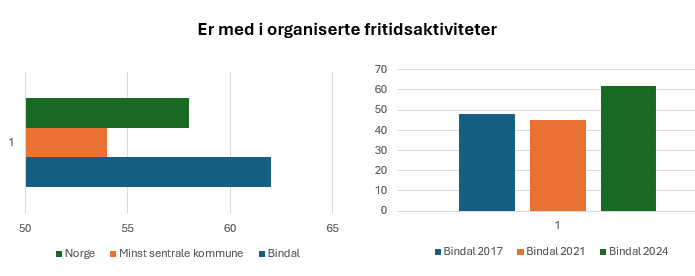 Er med i organiserte fritidsaktiviteter
1
50 55 60 65
Norge Minst sentrale kommune Bindal
70
60
50
40
30
20
10
0
1
Bindal 2017 Bindal 2021 Bindal 2024